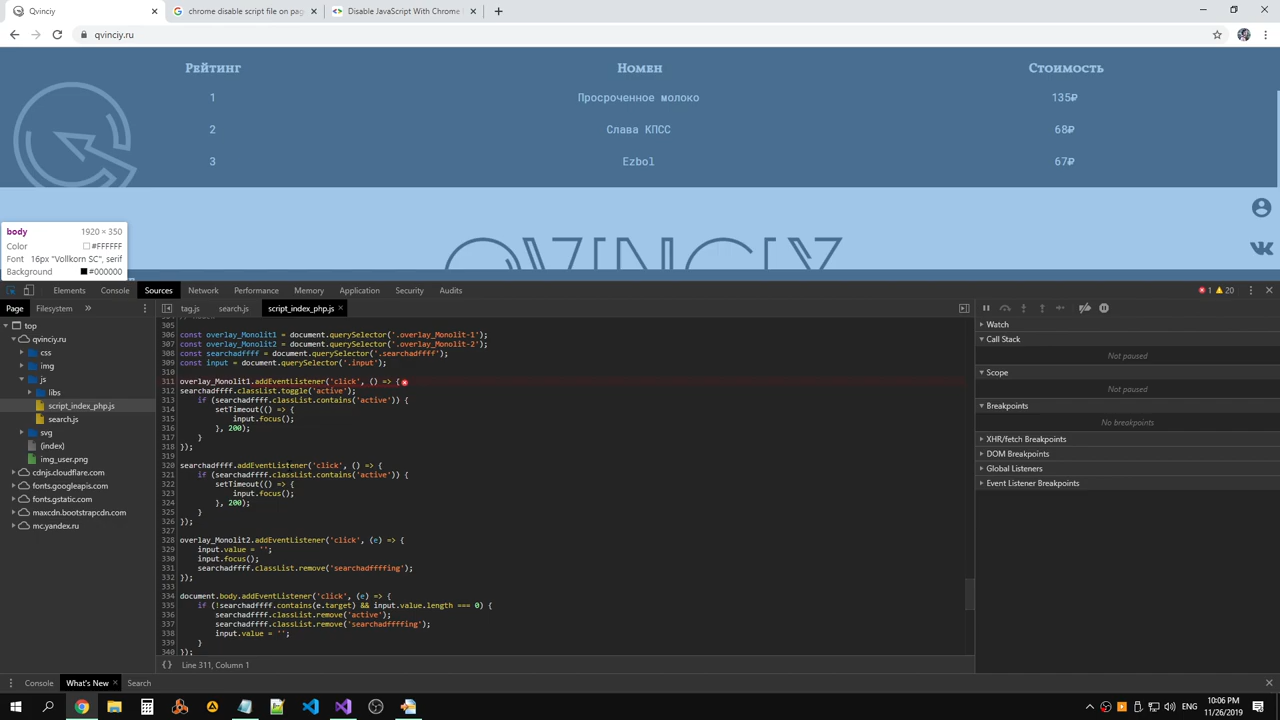 Qvinciy
chrome disable script file on pag
Disable JavaScript With Chrome
qvinciy.ru
Рейтинг Номен Стоимость
1 Просроченное молоко 135₽
2 Слава КПСС 68₽
3 Ezbol 67₽
QVINCIY
body 1920 × 350
Color #FFFFFF
Font 16px "Vollkorn SC", serif
Background #000000
Elements Console Sources Network Performance Memory Application Security Audits 1 20
Page Filesystem »
tag.js search.js script_index_php.js
top
qvinciy.ru
css
img
js
libs
script_index_php.js
search.js
svg
(index)
img_user.png
cdnjs.cloudflare.com
fonts.googleapis.com
fonts.gstatic.com
maxcdn.bootstrapcdn.com
mc.yandex.ru
305
306 const overlay_Monolit1 = document.querySelector('.overlay_Monolit-1');
307 const overlay_Monolit2 = document.querySelector('.overlay_Monolit-2');
308 const searchadffff = document.querySelector('.searchadffff');
309 const input = document.querySelector('.input');
310
311 overlay_Monolit1.addEventListener('click', () => {
312 searchadffff.classList.toggle('active');
313 if (searchadffff.classList.contains('active')) {
314 setTimeout(() => {
315 input.focus();
316 }, 200);
317 }
318 });
319
320 searchadffff.addEventListener('click', () => {
321 if (searchadffff.classList.contains('active')) {
322 setTimeout(() => {
323 input.focus();
324 }, 200);
325 }
326 });
327
328 overlay_Monolit2.addEventListener('click', (e) => {
329 input.value = '';
330 input.focus();
331 searchadffff.classList.remove('searchadffffing');
332 });
333
334 document.body.addEventListener('click', (e) => {
335 if (!searchadffff.contains(e.target) && input.value.length === 0) {
336 searchadffff.classList.remove('active');
337 searchadffff.classList.remove('searchadffffing');
338 input.value = '';
339 }
340 });
{} Line 311, Column 1
Watch
Call Stack
Not paused
Scope
Not paused
Breakpoints
No breakpoints
XHR/fetch Breakpoints
DOM Breakpoints
Global Listeners
Event Listener Breakpoints
Console What's New Search
ENG 10:06 PM
11/26/2019